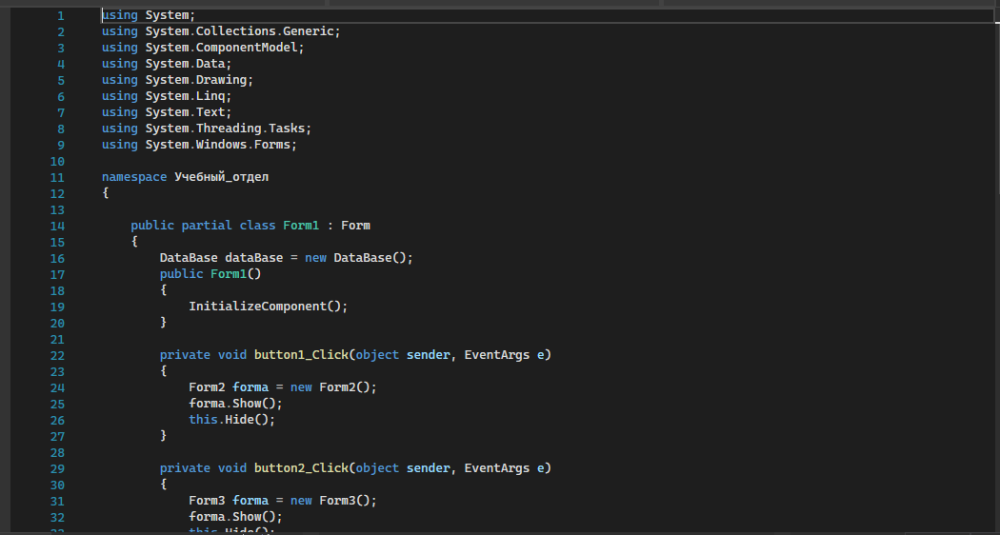 1 using System;
2 using System.Collections.Generic;
3 using System.ComponentModel;
4 using System.Data;
5 using System.Drawing;
6 using System.Linq;
7 using System.Text;
8 using System.Threading.Tasks;
9 using System.Windows.Forms;
10
11 namespace Учебный_отдел
12 {
13
14 public partial class Form1 : Form
15 {
16 DataBase dataBase = new DataBase();
17 public Form1()
18 {
19 InitializeComponent();
20 }
21
22 private void button1_Click(object sender, EventArgs e)
23 {
24 Form2 forma = new Form2();
25 forma.Show();
26 this.Hide();
27 }
28
29 private void button2_Click(object sender, EventArgs e)
30 {
31 Form3 forma = new Form3();
32 forma.Show();
33 this.Hide();